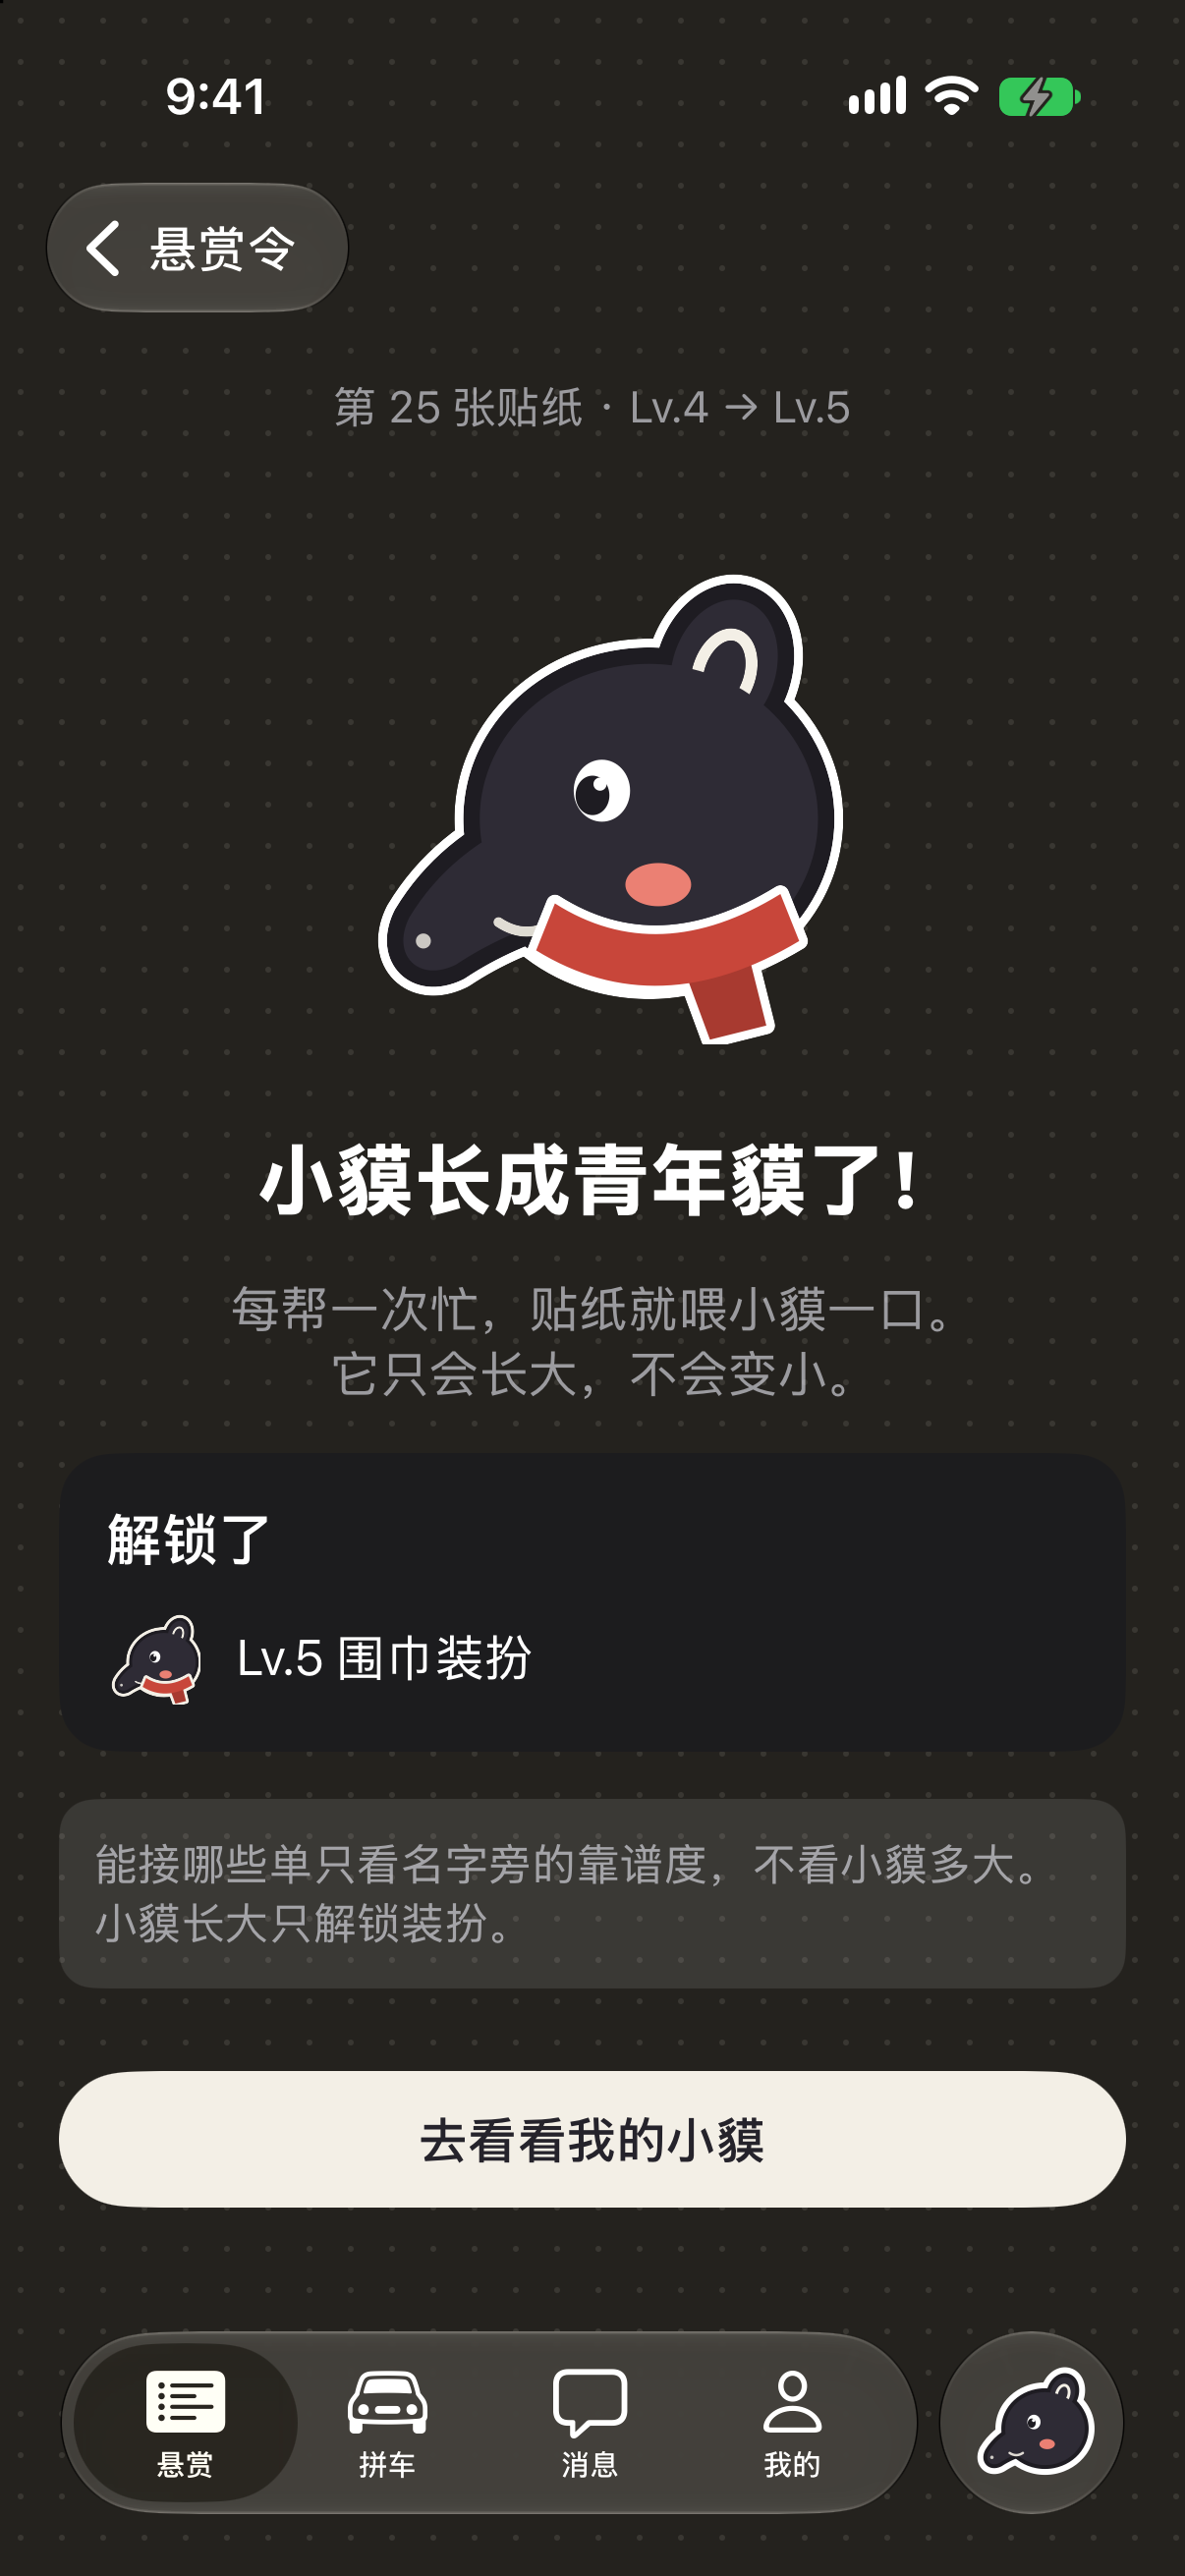 9:41
悬赏令
第 25 张贴纸 · Lv.4 → Lv.5
小貘长成青年貘了！
每帮一次忙，贴纸就喂小貘一口。
它只会长大，不会变小。
解锁了
Lv.5 围巾装扮
能接哪些单只看名字旁的靠谱度，不看小貘多大。
小貘长大只解锁装扮。
去看看我的小貘
悬赏
拼车
消息
我的